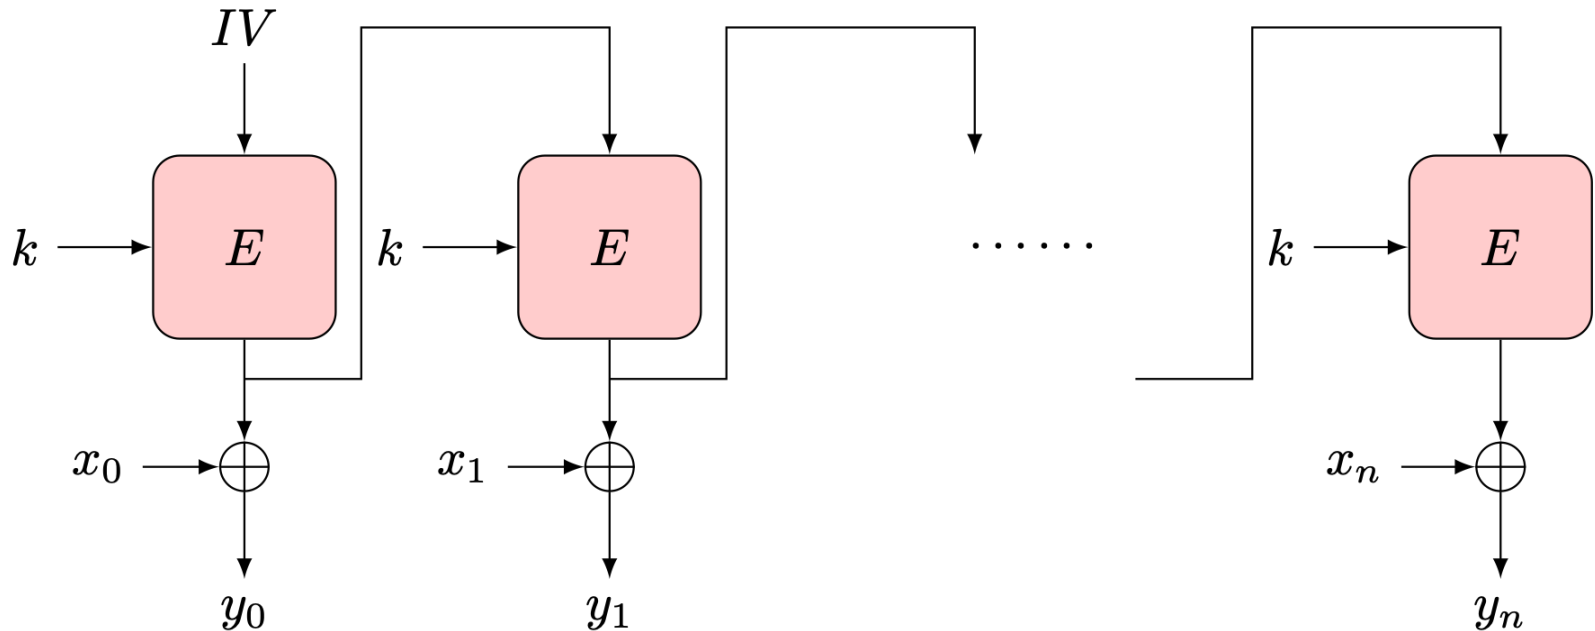 IV
k E k E ...... k E
x₀ x₁ xₙ
y₀ y₁ yₙ